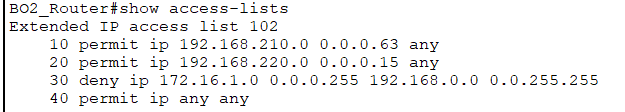 BO2_Router#show access-lists
Extended IP access list 102
    10 permit ip 192.168.210.0 0.0.0.63 any
    20 permit ip 192.168.220.0 0.0.0.15 any
    30 deny ip 172.16.1.0 0.0.0.255 192.168.0.0 0.0.255.255
    40 permit ip any any